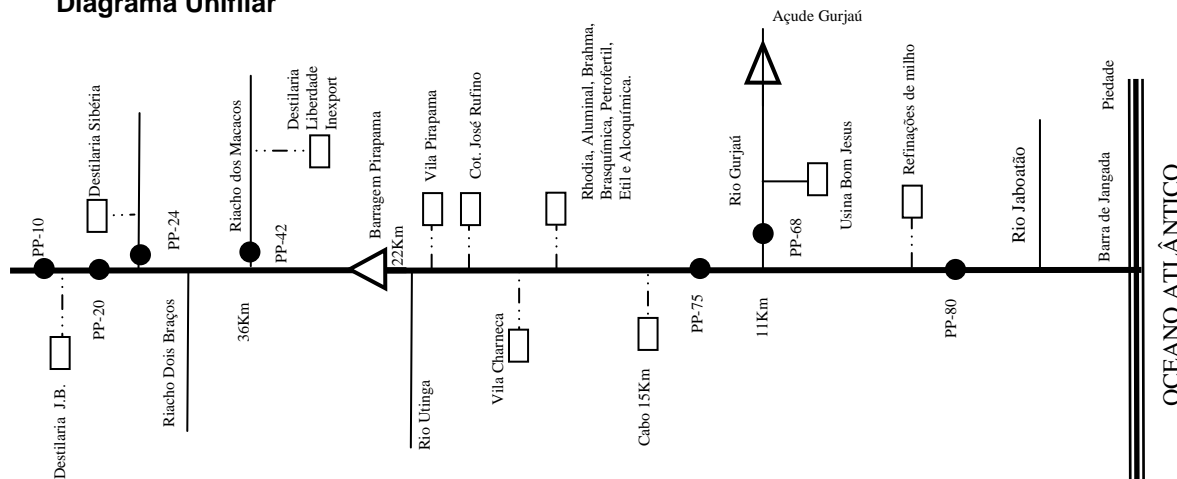 Diagrama Unifilar
PP-10
Destilaria J.B.
PP-20
Destilaria Sibéria
PP-24
Riacho Dois Braços
Riacho dos Macacos
36Km
PP-42
Destilaria
Liberdade
Inexport
Barragem Pirapama
22Km
Rio Utinga
Vila Pirapama
Cot. José Rufino
Vila Charneca
Rhodia, Aluminal, Brahma,
Brasquímica, Petrofertil,
Etil e Alcoquímica.
Cabo 15Km
PP-75
Açude Gurjaú
Rio Gurjaú
11Km
PP-68
Usina Bom Jesus
Refinações de milho
PP-80
Rio Jaboatão
Barra de Jangada
Piedade
OCEANO ATLÂNTICO